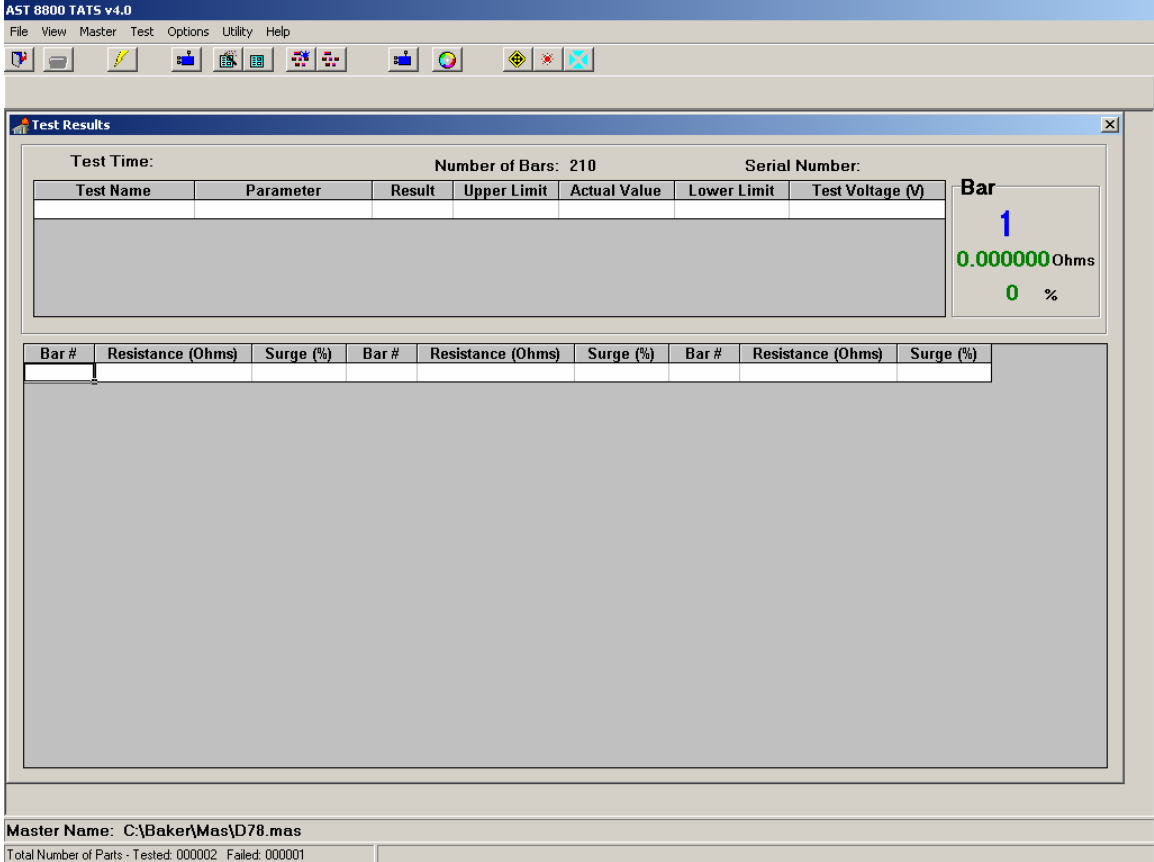 AST 8800 TATS v4.0
File View Master Test Options Utility Help
Test Results
Test Time: Number of Bars: 210 Serial Number:
Test Name Parameter Result Upper Limit Actual Value Lower Limit Test Voltage (V)
Bar
1
0.000000 Ohms
0 %
Bar # Resistance (Ohms) Surge (%) Bar # Resistance (Ohms) Surge (%) Bar # Resistance (Ohms) Surge (%)
Master Name: C:\Baker\Mas\D78.mas
Total Number of Parts - Tested: 000002 Failed: 000001